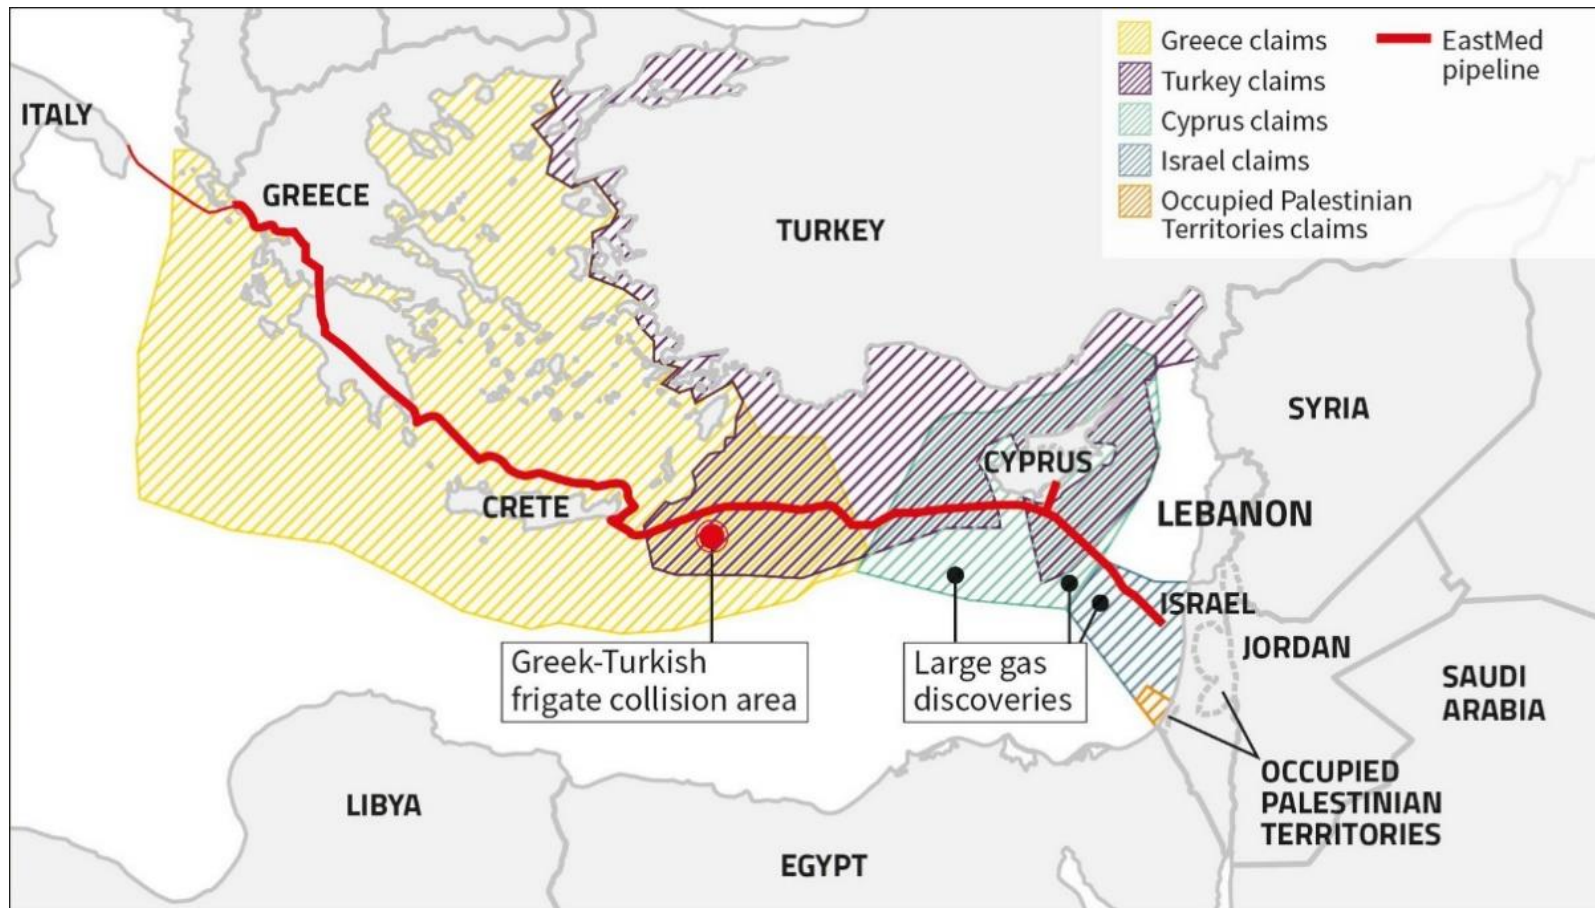 Greece claims
Turkey claims
Cyprus claims
Israel claims
Occupied Palestinian
Territories claims
EastMed
pipeline
ITALY
GREECE
TURKEY
SYRIA
CYPRUS
CRETE
LEBANON
ISRAEL
JORDAN
SAUDI
ARABIA
Greek-Turkish
frigate collision area
Large gas
discoveries
OCCUPIED
PALESTINIAN
TERRITORIES
LIBYA
EGYPT